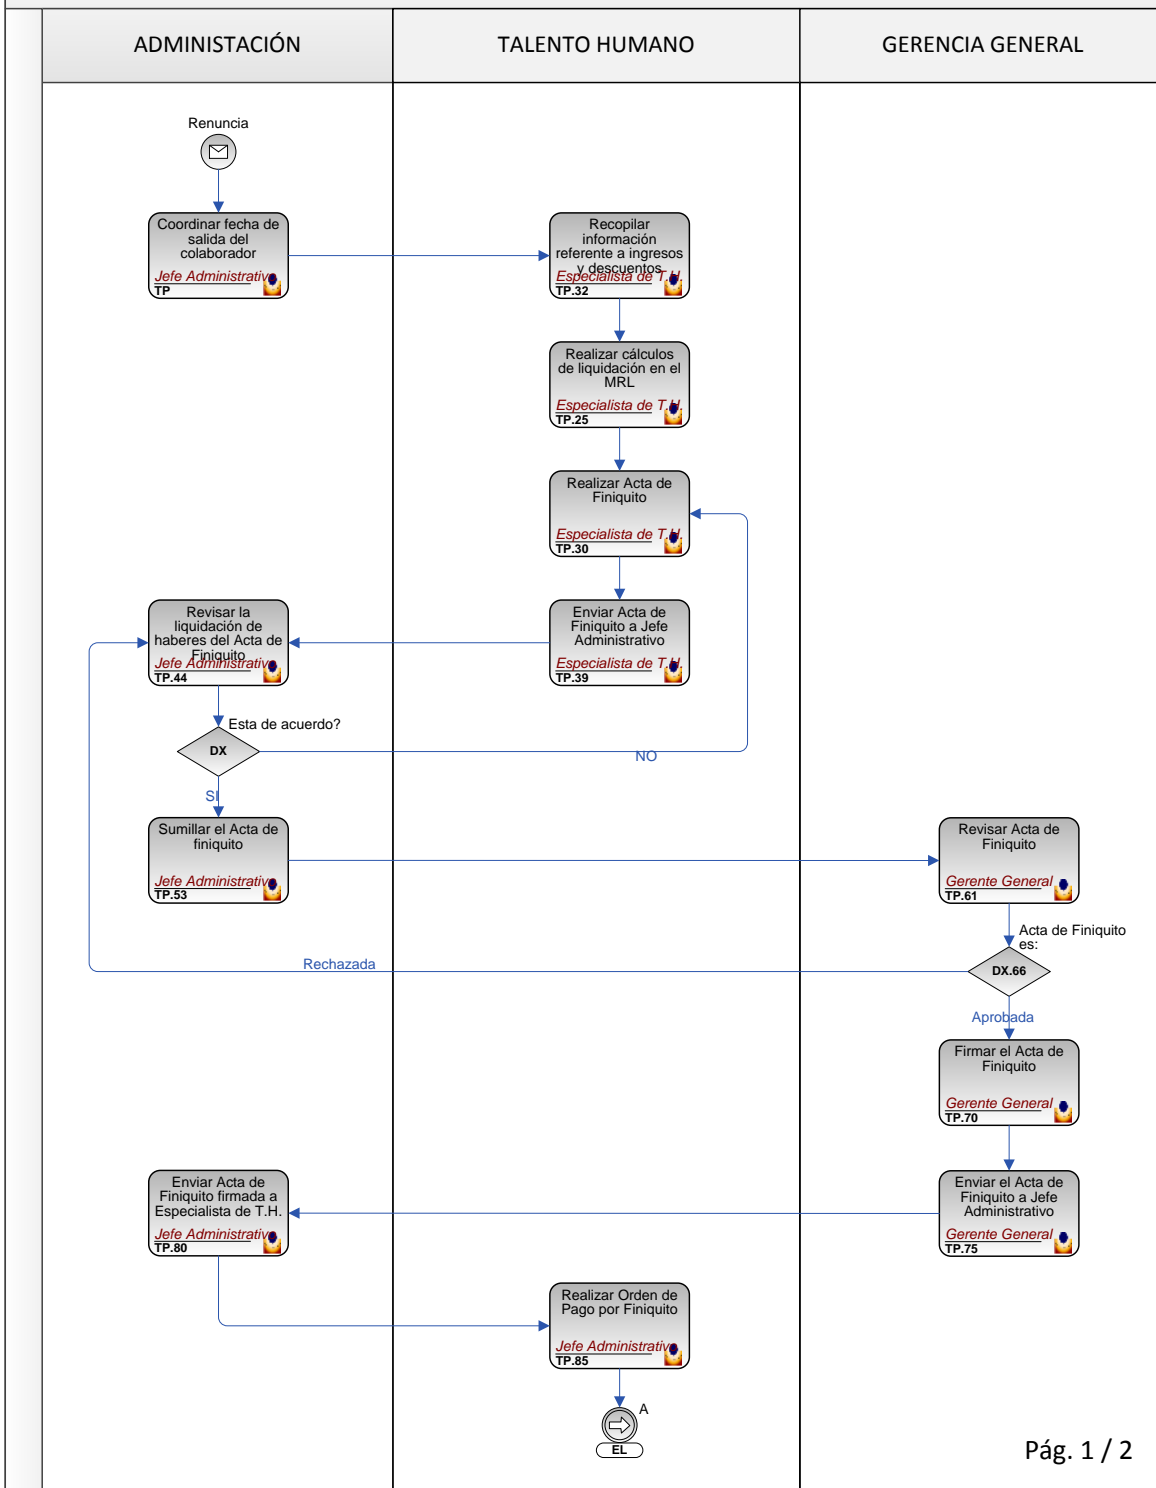 ADMINISTACIÓN
TALENTO HUMANO
GERENCIA GENERAL
Renuncia
Coordinar fecha de
salida del
colaborador
Jefe Administrativo
TP
Recopilar
información
referente a ingresos
y descuentos
Especialista de T.H.
TP.32
Realizar cálculos
de liquidación en el
MRL
Especialista de T.H.
TP.25
Realizar Acta de
Finiquito
Especialista de T.H.
TP.30
Revisar la
liquidación de
haberes del Acta de
Finiquito
Jefe Administrativo
TP.44
Enviar Acta de
Finiquito a Jefe
Administrativo
Especialista de T.H.
TP.39
Esta de acuerdo?
DX
NO
SI
Sumillar el Acta de
finiquito
Jefe Administrativo
TP.53
Revisar Acta de
Finiquito
Gerente General
TP.61
Acta de Finiquito
es:
DX.66
Rechazada
Aprobada
Firmar el Acta de
Finiquito
Gerente General
TP.70
Enviar Acta de
Finiquito firmada a
Especialista de T.H.
Jefe Administrativo
TP.80
Enviar el Acta de
Finiquito a Jefe
Administrativo
Gerente General
TP.75
Realizar Orden de
Pago por Finiquito
Jefe Administrativo
TP.85
A
EL
Pág. 1 / 2